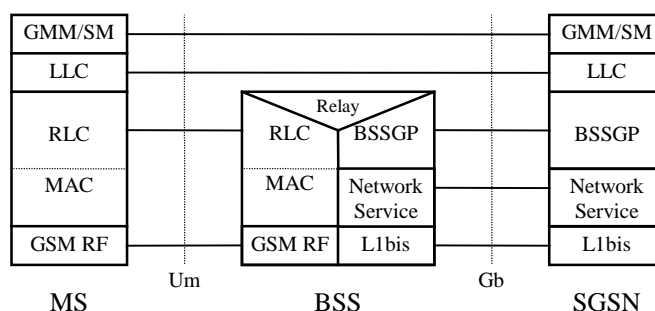 GMM/SM
LLC
RLC
MAC
GSM RF
MS
Um
Relay
RLC
BSSGP
MAC
Network
Service
GSM RF
L1bis
BSS
Gb
GMM/SM
LLC
BSSGP
Network
Service
L1bis
SGSN